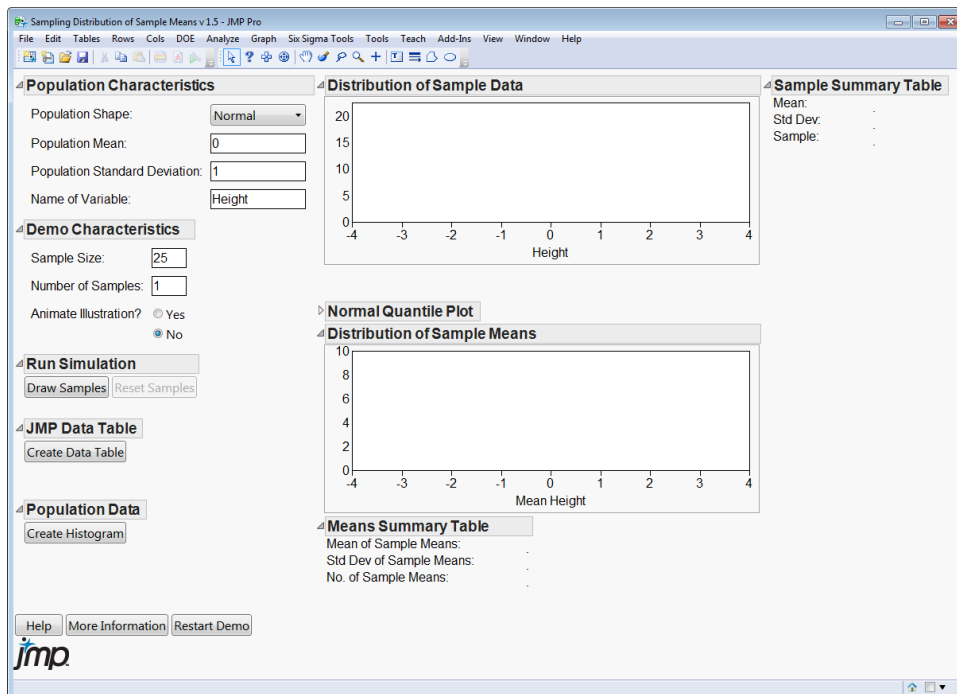 Sampling Distribution of Sample Means v 1.5 - JMP Pro
File Edit Tables Rows Cols DOE Analyze Graph Six Sigma Tools Tools Teach Add-Ins View Window Help
Population Characteristics
Population Shape: Normal
Population Mean: 0
Population Standard Deviation: 1
Name of Variable: Height
Demo Characteristics
Sample Size: 25
Number of Samples: 1
Animate Illustration? Yes
No
Run Simulation
Draw Samples Reset Samples
JMP Data Table
Create Data Table
Population Data
Create Histogram
Help More Information Restart Demo
jmp
Distribution of Sample Data
20
15
10
5
0
-4 -3 -2 -1 0 1 2 3 4
Height
Normal Quantile Plot
Distribution of Sample Means
10
8
6
4
2
0
-4 -3 -2 -1 0 1 2 3 4
Mean Height
Means Summary Table
Mean of Sample Means: .
Std Dev of Sample Means: .
No. of Sample Means: .
Sample Summary Table
Mean: .
Std Dev: .
Sample: .